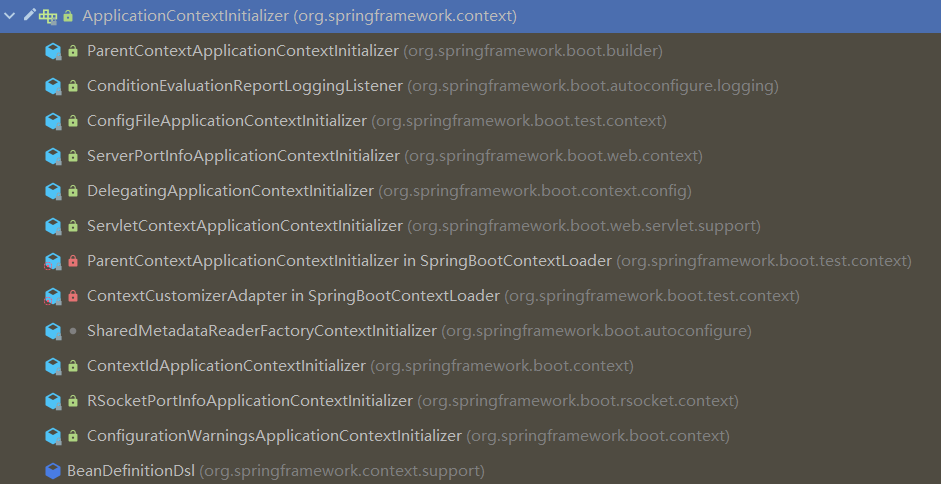 ApplicationContextInitializer (org.springframework.context)
ParentContextApplicationContextInitializer (org.springframework.boot.builder)
ConditionEvaluationReportLoggingListener (org.springframework.boot.autoconfigure.logging)
ConfigFileApplicationContextInitializer (org.springframework.boot.test.context)
ServerPortInfoApplicationContextInitializer (org.springframework.boot.web.context)
DelegatingApplicationContextInitializer (org.springframework.boot.context.config)
ServletContextApplicationContextInitializer (org.springframework.boot.web.servlet.support)
ParentContextApplicationContextInitializer in SpringBootContextLoader (org.springframework.boot.test.context)
ContextCustomizerAdapter in SpringBootContextLoader (org.springframework.boot.test.context)
SharedMetadataReaderFactoryContextInitializer (org.springframework.boot.autoconfigure)
ContextIdApplicationContextInitializer (org.springframework.boot.context)
RSocketPortInfoApplicationContextInitializer (org.springframework.boot.rsocket.context)
ConfigurationWarningsApplicationContextInitializer (org.springframework.boot.context)
BeanDefinitionDsl (org.springframework.context.support)